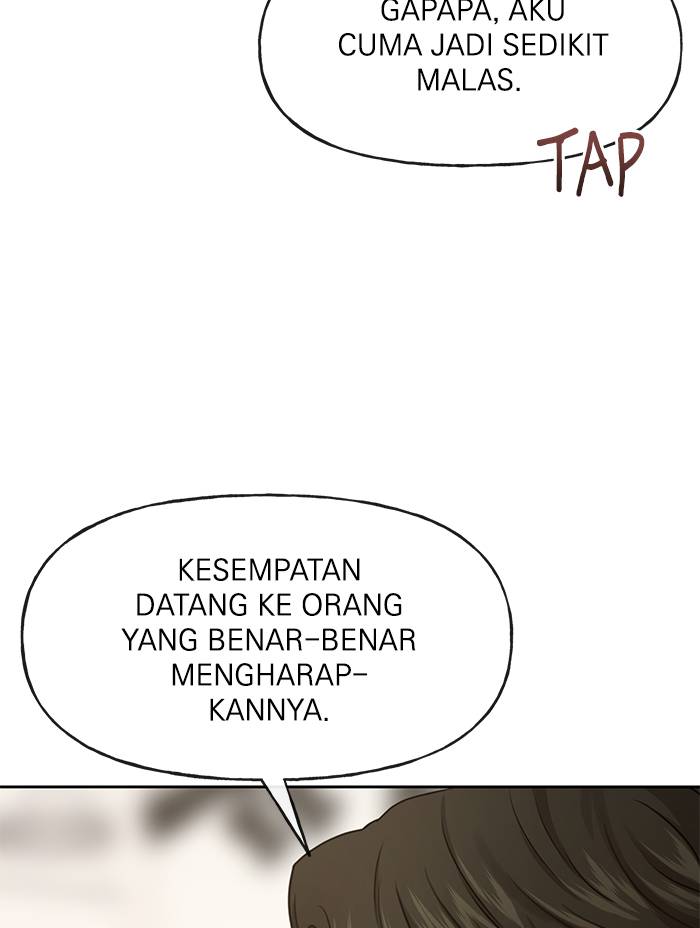 GAPAPA, AKU
CUMA JADI SEDIKIT
MALAS.
TAP
KESEMPATAN
DATANG KE ORANG
YANG BENAR-BENAR
MENGHARAP-
KANNYA.